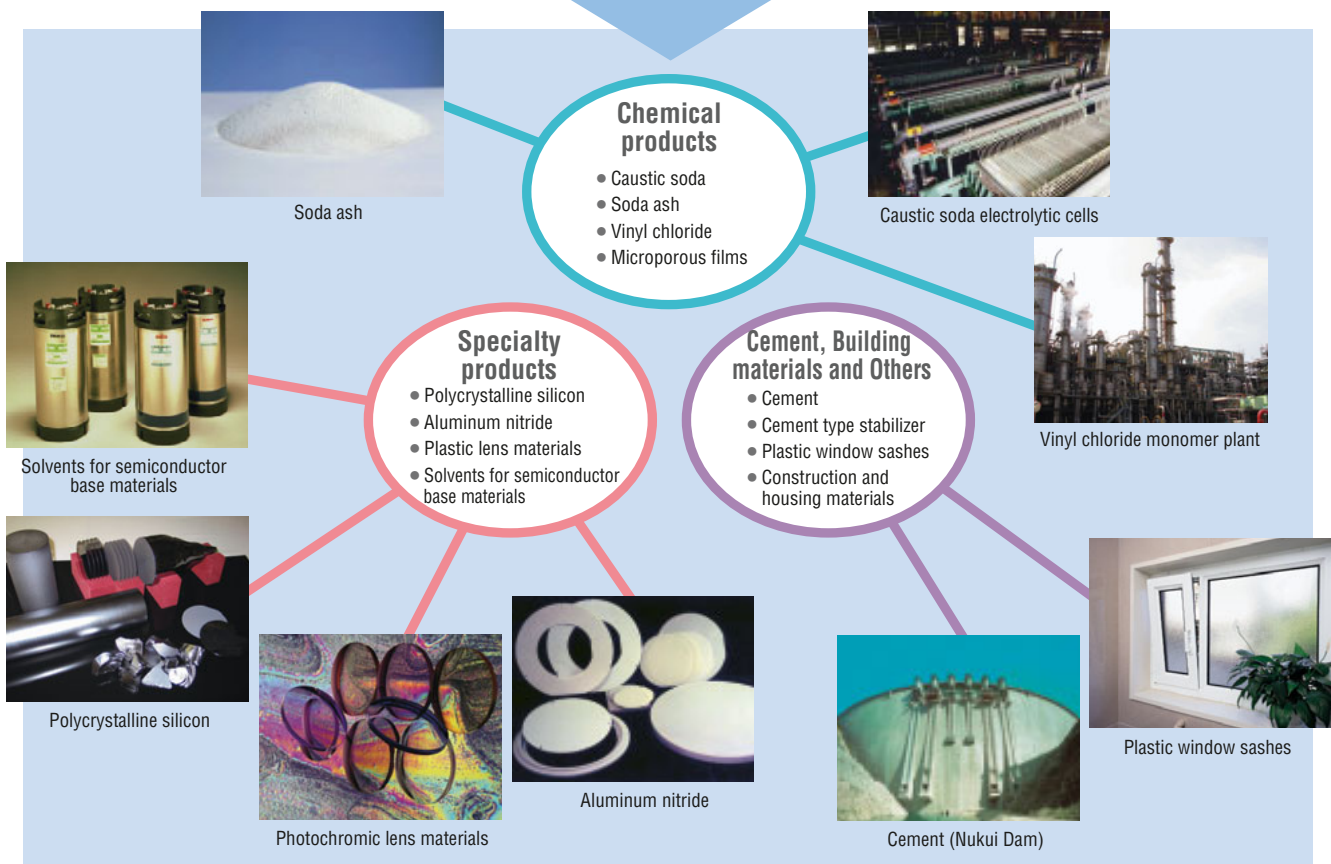 Chemical
products
• Caustic soda
• Soda ash
• Vinyl chloride
• Microporous films
Soda ash
Caustic soda electrolytic cells
Vinyl chloride monomer plant
Specialty
products
• Polycrystalline silicon
• Aluminum nitride
• Plastic lens materials
• Solvents for semiconductor
base materials
Solvents for semiconductor
base materials
Polycrystalline silicon
Photochromic lens materials
Aluminum nitride
Cement, Building
materials and Others
• Cement
• Cement type stabilizer
• Plastic window sashes
• Construction and
housing materials
Cement (Nukui Dam)
Plastic window sashes